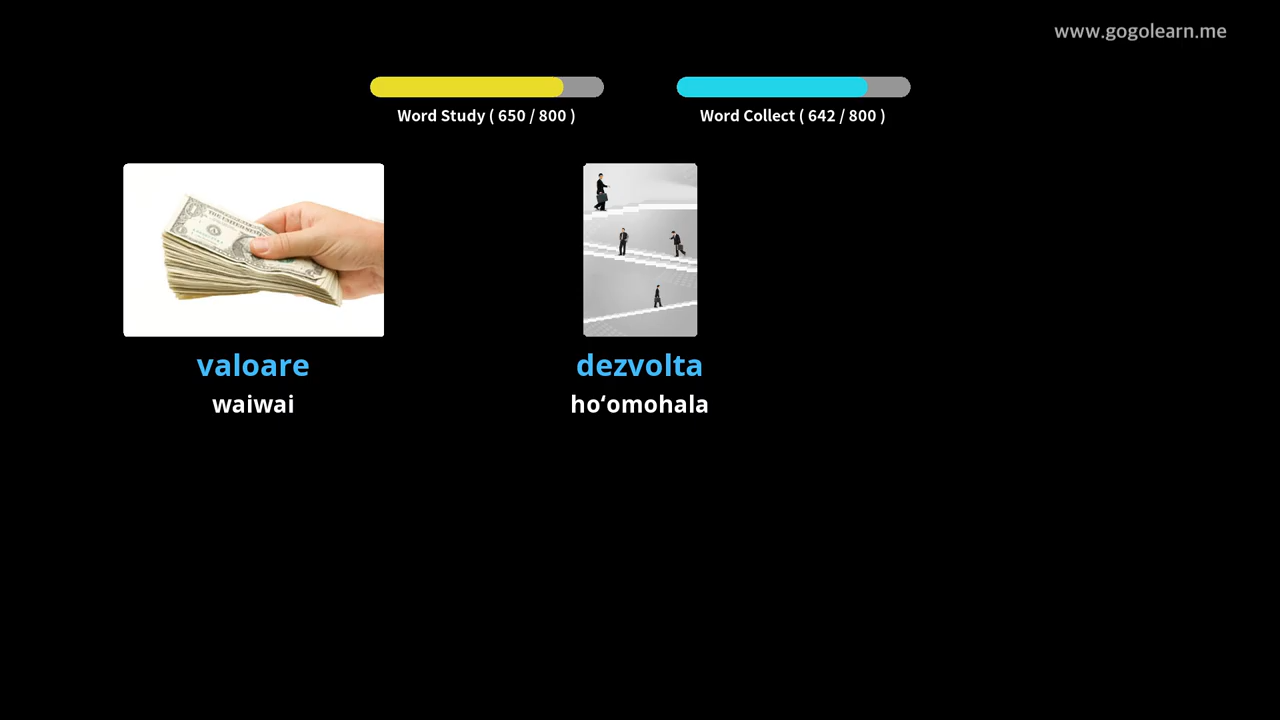 www.gogolearn.me
Word Study ( 650 / 800 )
Word Collect ( 642 / 800 )
valoare
waiwai
dezvolta
hoʻomohala